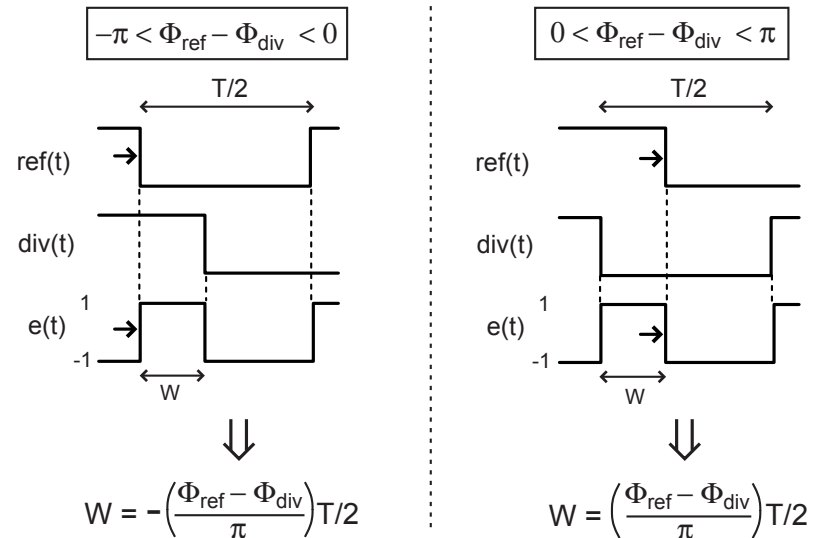 −π < Φref − Φdiv < 0
T/2
ref(t)
div(t)
e(t)
1
-1
W
W = -(Φref − Φdiv / π)T/2
0 < Φref − Φdiv < π
T/2
ref(t)
div(t)
e(t)
1
-1
W
W = (Φref − Φdiv / π)T/2